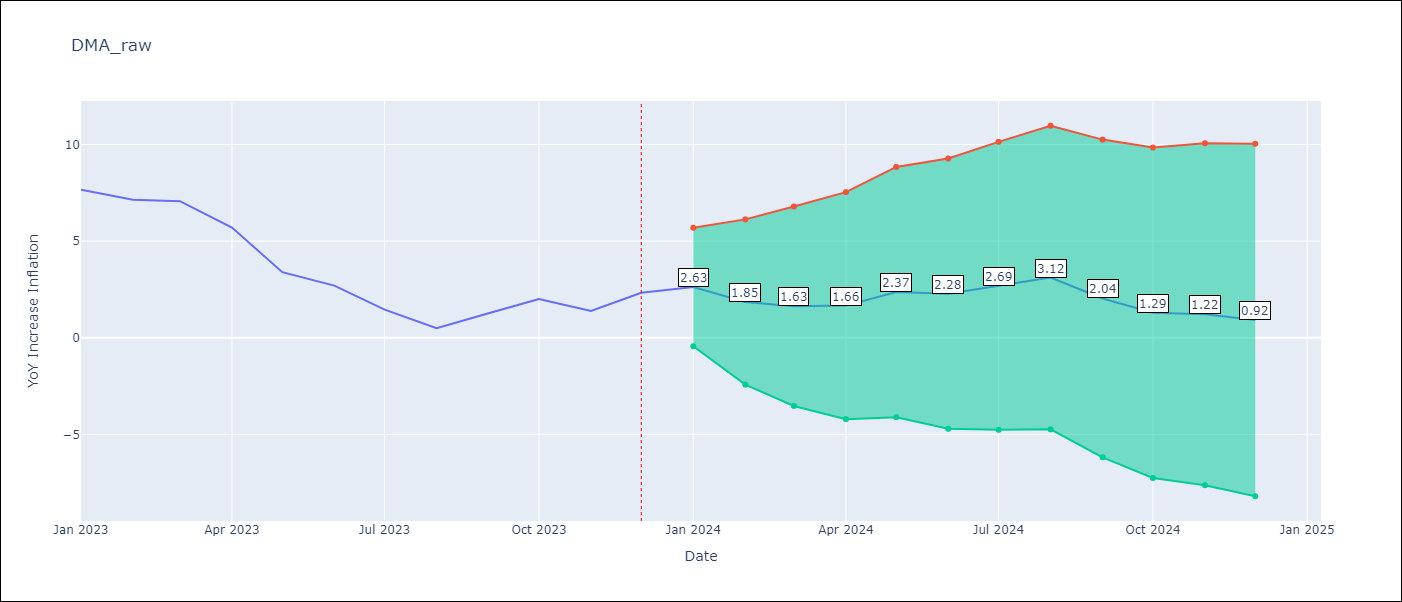 DMA_raw
YoY Increase Inflation
10
5
0
−5
2.63
1.85
1.63
1.66
2.37
2.28
2.69
3.12
2.04
1.29
1.22
0.92
Jan 2023
Apr 2023
Jul 2023
Oct 2023
Jan 2024
Apr 2024
Jul 2024
Oct 2024
Jan 2025
Date